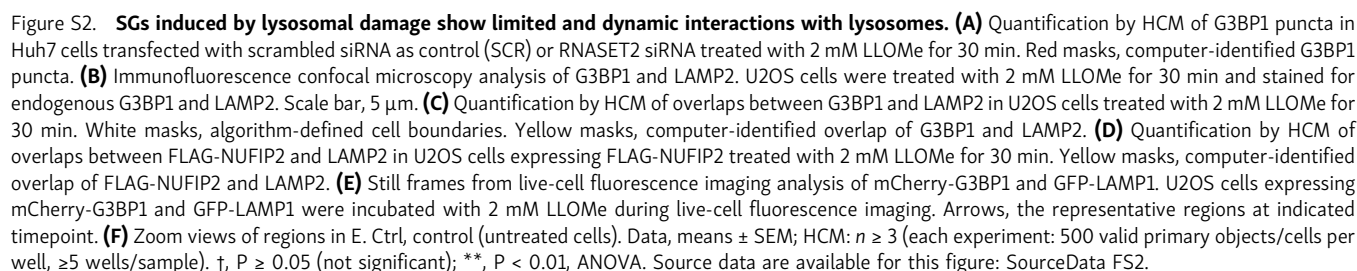 Figure S2. SGs induced by lysosomal damage show limited and dynamic interactions with lysosomes. (A) Quantification by HCM of G3BP1 puncta in
Huh7 cells transfected with scrambled siRNA as control (SCR) or RNASET2 siRNA treated with 2 mM LLOMe for 30 min. Red masks, computer-identified G3BP1
puncta. (B) Immunofluorescence confocal microscopy analysis of G3BP1 and LAMP2. U2OS cells were treated with 2 mM LLOMe for 30 min and stained for
endogenous G3BP1 and LAMP2. Scale bar, 5 μm. (C) Quantification by HCM of overlaps between G3BP1 and LAMP2 in U2OS cells treated with 2 mM LLOMe for
30 min. White masks, algorithm-defined cell boundaries. Yellow masks, computer-identified overlap of G3BP1 and LAMP2. (D) Quantification by HCM of
overlaps between FLAG-NUFIP2 and LAMP2 in U2OS cells expressing FLAG-NUFIP2 treated with 2 mM LLOMe for 30 min. Yellow masks, computer-identified
overlap of FLAG-NUFIP2 and LAMP2. (E) Still frames from live-cell fluorescence imaging analysis of mCherry-G3BP1 and GFP-LAMP1. U2OS cells expressing
mCherry-G3BP1 and GFP-LAMP1 were incubated with 2 mM LLOMe during live-cell fluorescence imaging. Arrows, the representative regions at indicated
timepoint. (F) Zoom views of regions in E. Ctrl, control (untreated cells). Data, means ± SEM; HCM: n ≥ 3 (each experiment: 500 valid primary objects/cells per
well, ≥5 wells/sample). †, P ≥ 0.05 (not significant); **, P < 0.01, ANOVA. Source data are available for this figure: SourceData FS2.